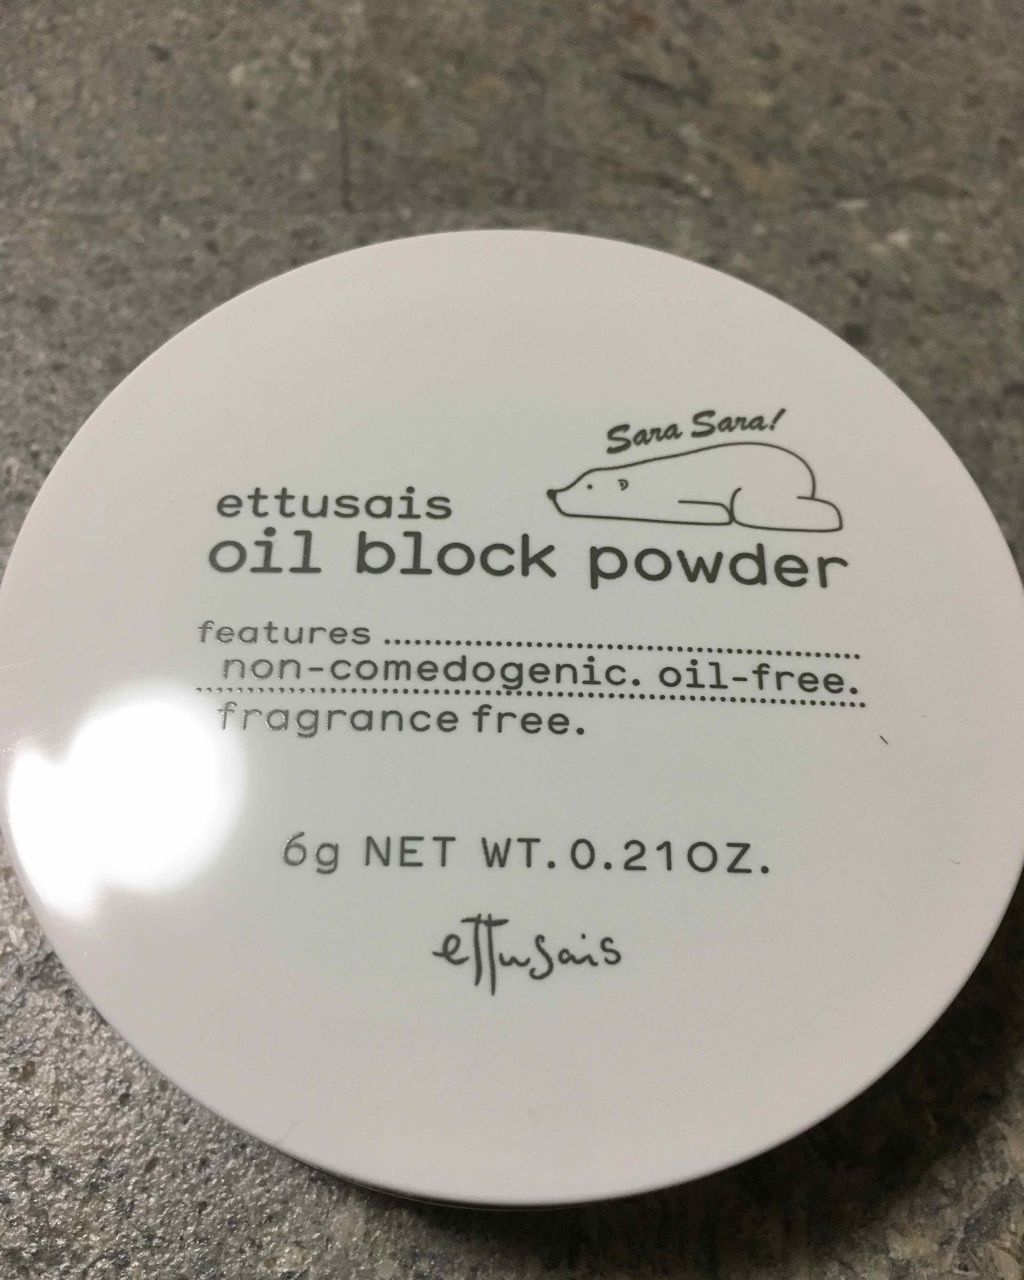 Sara Sara!
ettusais
oil block powder
features
non-comedogenic. oil-free.
fragrance free.
6g NET WT. 0.21OZ.
ettusais